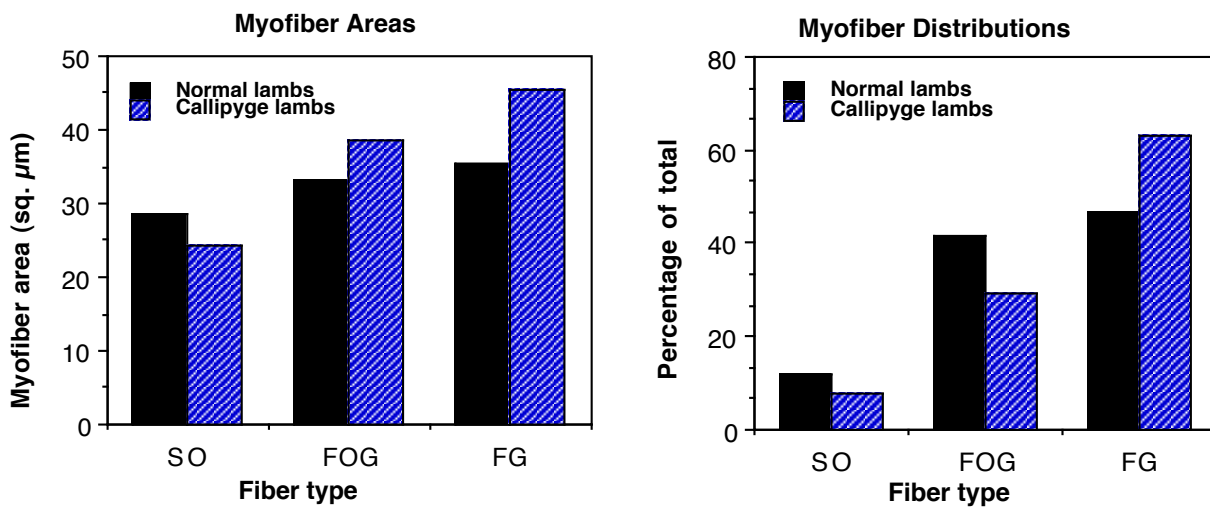 Myofiber Areas
Myofiber area (sq. µm)
50
40
30
20
10
0
Normal lambs
Callipyge lambs
SO FOG FG
Fiber type
Myofiber Distributions
Percentage of total
80
60
40
20
0
Normal lambs
Callipyge lambs
SO FOG FG
Fiber type